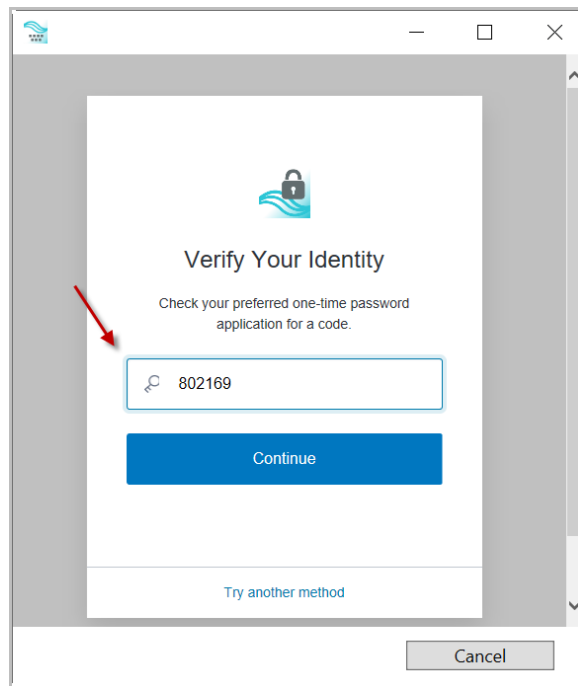 Verify Your Identity
Check your preferred one-time password
application for a code.
802169
Continue
Try another method
Cancel